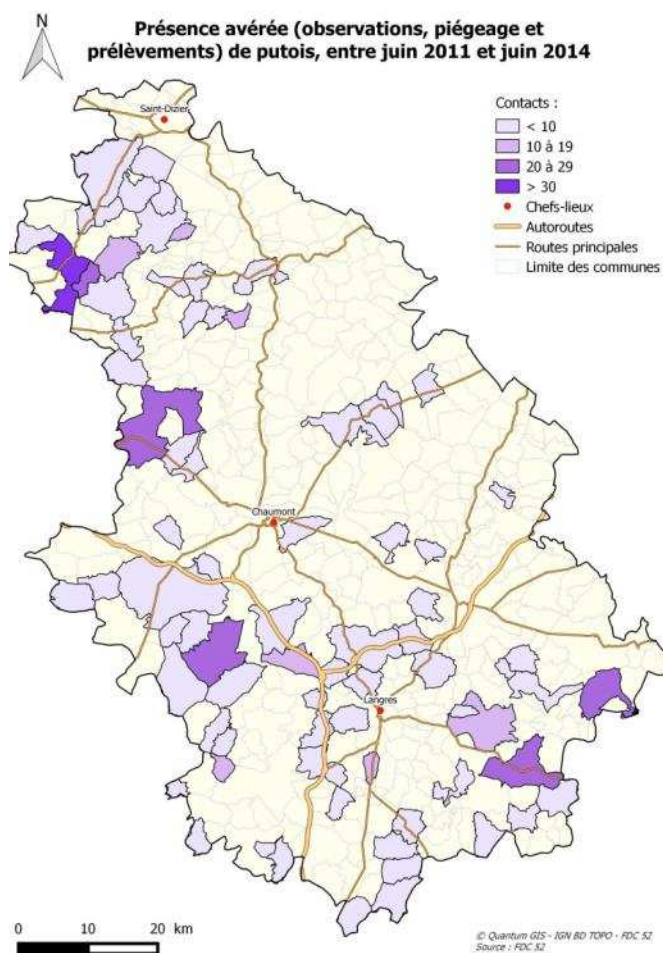 N
Présence avérée (observations, piégeage et
prélèvements) de putois, entre juin 2011 et juin 2014
Saint-Dizier
Contacts :
< 10
10 à 19
20 à 29
> 30
Chefs-lieux
Autoroutes
Routes principales
Limite des communes
Chaumont
Langres
0 10 20 km
© Quantum GIS - IGN BD TOPO - FDC 52
Source : FDC 52